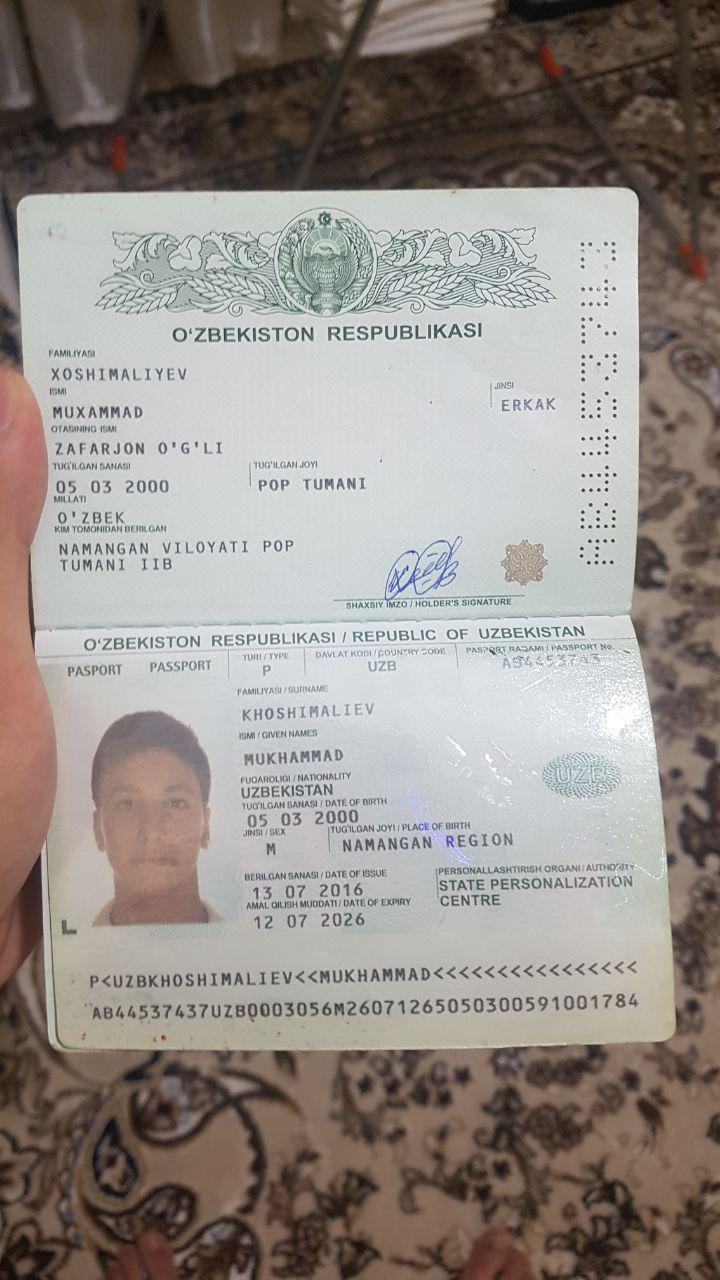 O'ZBEKISTON RESPUBLIKASI
FAMILIYASI
XOSHIMALIYEV
ISMI
MUXAMMAD
JINSI
ERKAK
OTASINING ISMI
ZAFARJON O'G'LI
TUG'ILGAN SANASI
05 03 2000
TUG'ILGAN JOYI
POP TUMANI
MILLATI
O'ZBEK
KIM TOMONIDAN BERILGAN
NAMANGAN VILOYATI POP
TUMANI IIB
SHAXSIY IMZO / HOLDER'S SIGNATURE
AB4453743
O'ZBEKISTON RESPUBLIKASI / REPUBLIC OF UZBEKISTAN
PASPORT PASSPORT
TURI / TYPE
P
DAVLAT KODI / COUNTRY CODE
UZB
PASPORT RAQAMI / PASSPORT No.
AB4453743
FAMILIYASI / SURNAME
KHOSHIMALIEV
ISMI / GIVEN NAMES
MUKHAMMAD
FUQAROLIGI / NATIONALITY
UZBEKISTAN
UZB
TUG'ILGAN SANASI / DATE OF BIRTH
05 03 2000
JINSI / SEX
M
TUG'ILGAN JOYI / PLACE OF BIRTH
NAMANGAN REGION
BERILGAN SANASI / DATE OF ISSUE
13 07 2016
AMAL QILISH MUDDATI / DATE OF EXPIRY
12 07 2026
PERSONALLASHTIRISH ORGANI / AUTHORITY
STATE PERSONALIZATION
CENTRE
P<UZBKHOSHIMALIEV<<MUKHAMMAD<<<<<<<<<<<<<<<<
AB44537437UZB0003056M26071265050300591001784